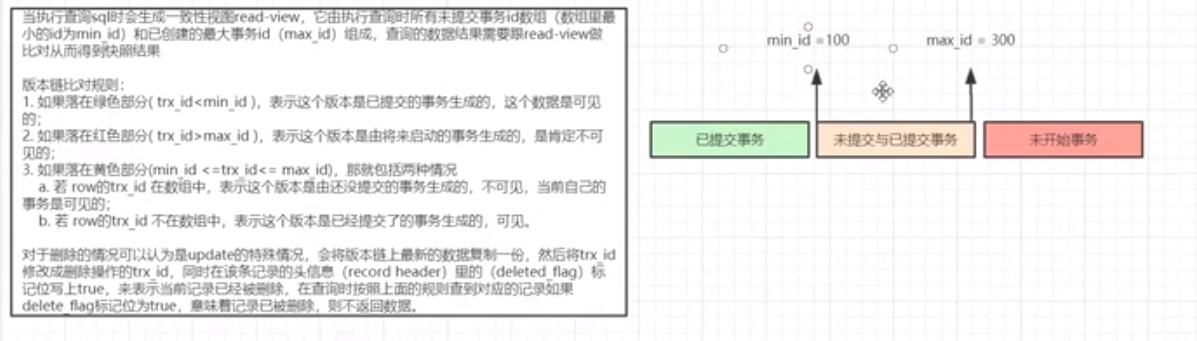 当执行查询sql时会生成一致性视图read-view，它由执行查询时所有未提交事务id数组（数组里最
小的id为min_id）和已创建的最大事务id（max_id）组成，查询的数据结果需要跟read-view做
比对从而得到快照结果
版本链比对规则：
1. 如果落在绿色部分( trx_id<min_id )，表示这个版本是已提交的事务生成的，这个数据是可见
的；
2. 如果落在红色部分( trx_id>max_id )，表示这个版本是由将来启动的事务生成的，是肯定不可
见的；
3. 如果落在黄色部分(min_id <=trx_id<= max_id)，那就包括两种情况
a. 若 row的trx_id 在数组中，表示这个版本是由还没提交的事务生成的，不可见，当前自己的
事务是可见的；
b. 若 row的trx_id 不在数组中，表示这个版本是已经提交了的事务生成的，可见。
对于删除的情况可以认为是update的特殊情况，会将版本链上最新的数据复制一份，然后将trx_id
修改成删除操作的trx_id，同时在该条记录的头信息（record header）里的（deleted_flag）标
记位写上true，来表示当前记录已经被删除，在查询时按照上面的规则查到对应的记录如果
delete_flag标记位为true，意味着记录已被删除，则不返回数据。
min_id =100
max_id = 300
已提交事务
未提交与已提交事务
未开始事务